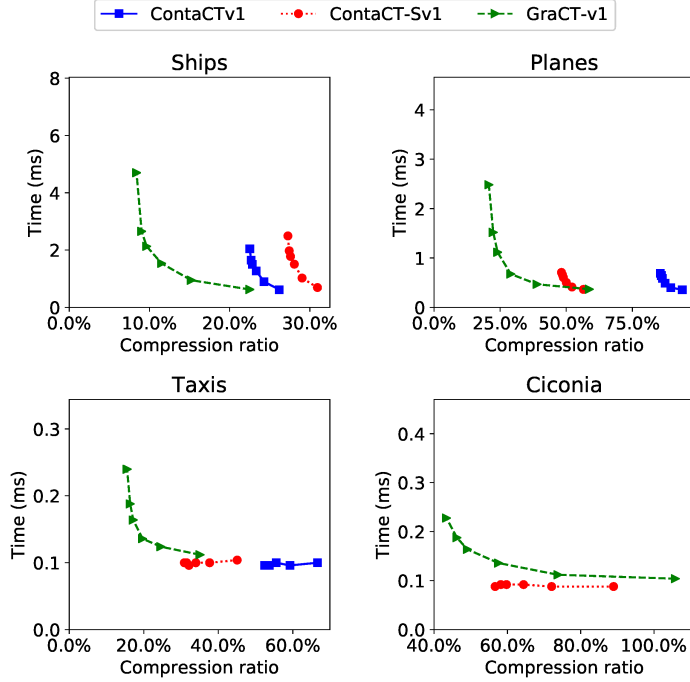 ContaCTv1 ContaCT-Sv1 GraCT-v1
Ships
Time (ms)
8
6
4
2
0
0.0% 10.0% 20.0% 30.0%
Compression ratio
Planes
Time (ms)
4
3
2
1
0
0.0% 25.0% 50.0% 75.0%
Compression ratio
Taxis
Time (ms)
0.3
0.2
0.1
0.0
0.0% 20.0% 40.0% 60.0%
Compression ratio
Ciconia
Time (ms)
0.4
0.3
0.2
0.1
0.0
40.0% 60.0% 80.0% 100.0%
Compression ratio